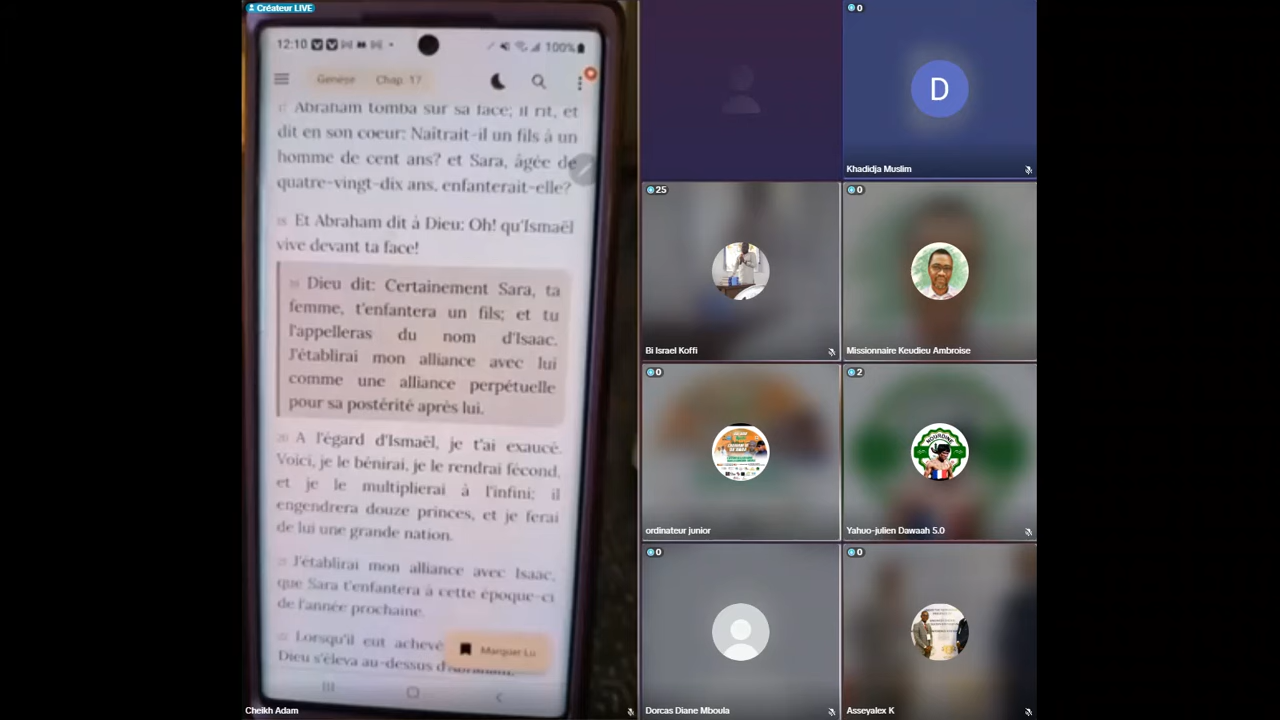 Créateur LIVE
12:10
100%
Genèse Chap. 17
17 Abraham tomba sur sa face; il rit, et
dit en son coeur: Naîtrait-il un fils à un
homme de cent ans? et Sara, âgée de
quatre-vingt-dix ans, enfanterait-elle?
18 Et Abraham dit à Dieu: Oh! qu'Ismaël
vive devant ta face!
19 Dieu dit: Certainement Sara, ta
femme, t'enfantera un fils; et tu
l'appelleras du nom d'Isaac.
J'établirai mon alliance avec lui
comme une alliance perpétuelle
pour sa postérité après lui.
20 A l'égard d'Ismaël, je t'ai exaucé.
Voici, je le bénirai, je le rendrai fécond,
et je le multiplierai à l'infini; il
engendrera douze princes, et je ferai
de lui une grande nation.
21 J'établirai mon alliance avec Isaac,
que Sara t'enfantera à cette époque-ci
de l'année prochaine.
22 Lorsqu'il eut achevé
Dieu s'éleva au-dessus d'Abraham.
Marquer Lu
Cheikh Adam
0
D
Khadidja Muslim
25
Bi Israel Koffi
0
Missionnaire Keudieu Ambroise
0
ordinateur junior
2
NOURDINE
Yahuo-julien Dawaah 5.0
0
Dorcas Diane Mboula
0
Asseyalex K